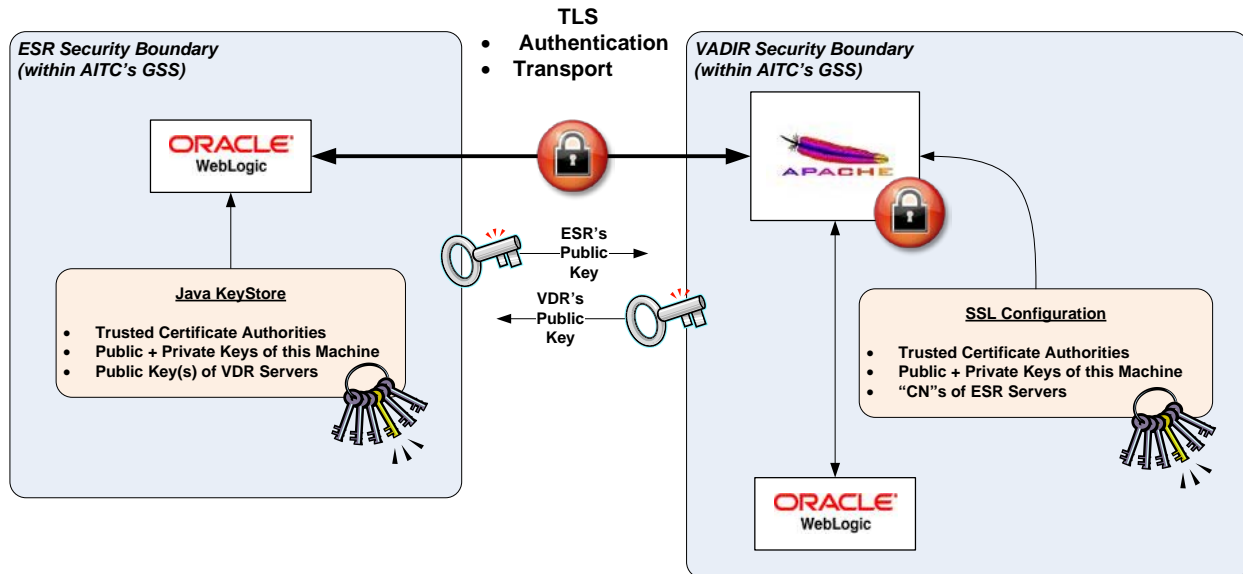 TLS
• Authentication
• Transport
ESR Security Boundary
(within AITC's GSS)
ORACLE
WebLogic
Java KeyStore
• Trusted Certificate Authorities
• Public + Private Keys of this Machine
• Public Key(s) of VDR Servers
ESR's
Public
Key
VDR's
Public
Key
VADIR Security Boundary
(within AITC's GSS)
APACHE
SSL Configuration
• Trusted Certificate Authorities
• Public + Private Keys of this Machine
• “CN”s of ESR Servers
ORACLE
WebLogic